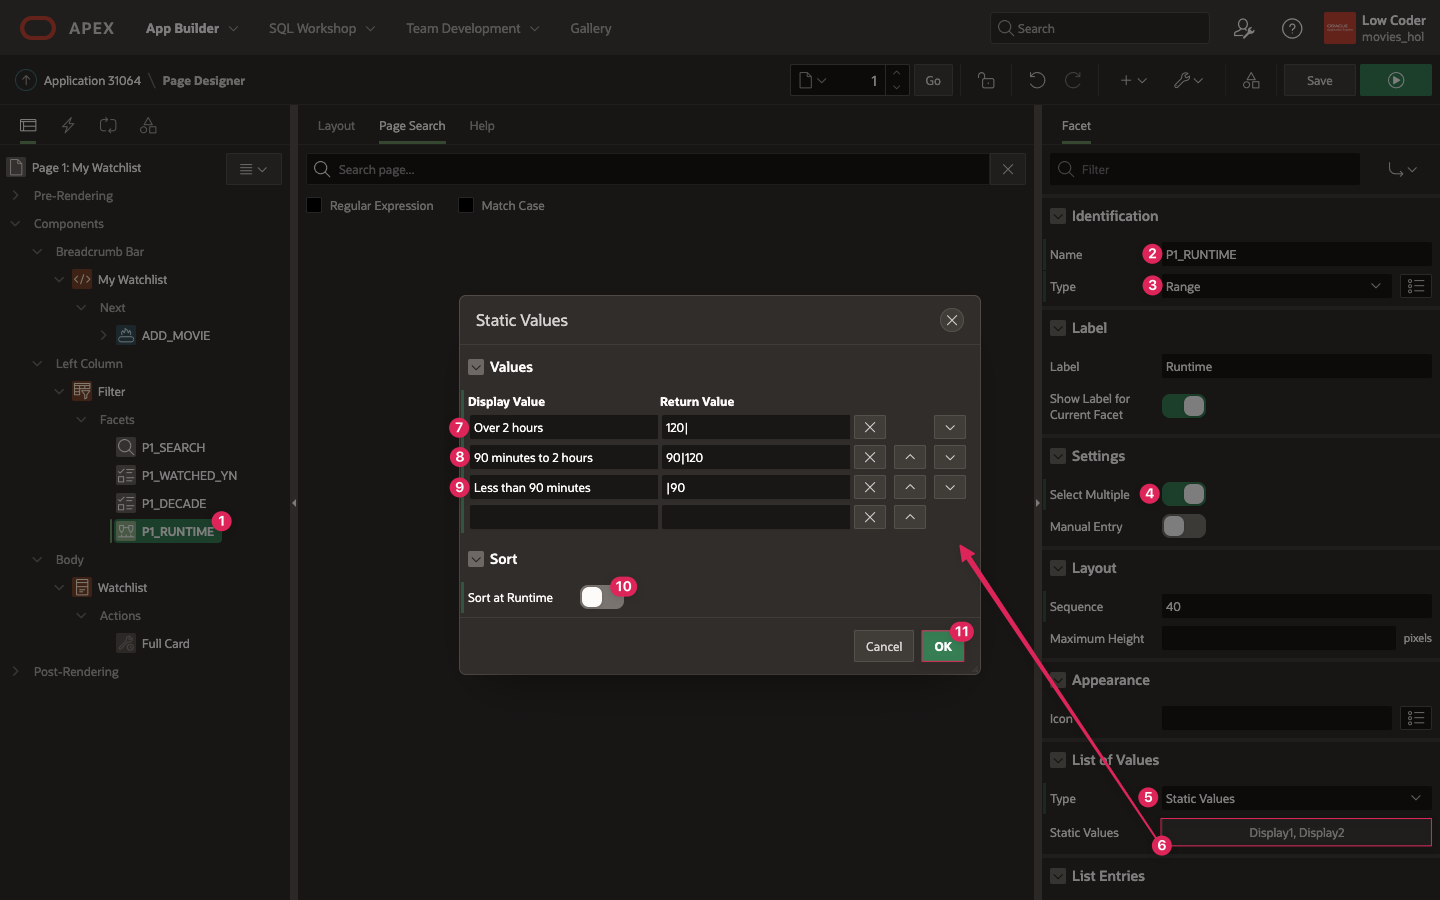 APEX App Builder SQL Workshop Team Development Gallery Search Low Coder
movies_hol
Application 31064 \ Page Designer 1 Go Save
Layout Page Search Help Facet
Page 1: My Watchlist
Search page...
Filter
Pre-Rendering
Regular Expression Match Case
Components
Breadcrumb Bar
</> My Watchlist
Next
ADD_MOVIE
Left Column
Filter
Facets
P1_SEARCH
P1_WATCHED_YN
P1_DECADE
P1_RUNTIME 1
Body
Watchlist
Actions
Full Card
Post-Rendering
Static Values
Values
Display Value Return Value
7 Over 2 hours 120|
8 90 minutes to 2 hours 90|120
9 Less than 90 minutes |90
Sort
Sort at Runtime 10
Cancel OK 11
Identification
Name 2 P1_RUNTIME
Type 3 Range
Label
Label Runtime
Show Label for
Current Facet
Settings
Select Multiple 4
Manual Entry
Layout
Sequence 40
Maximum Height pixels
Appearance
Icon
List of Values
Type 5 Static Values
Static Values Display1, Display2
6
List Entries